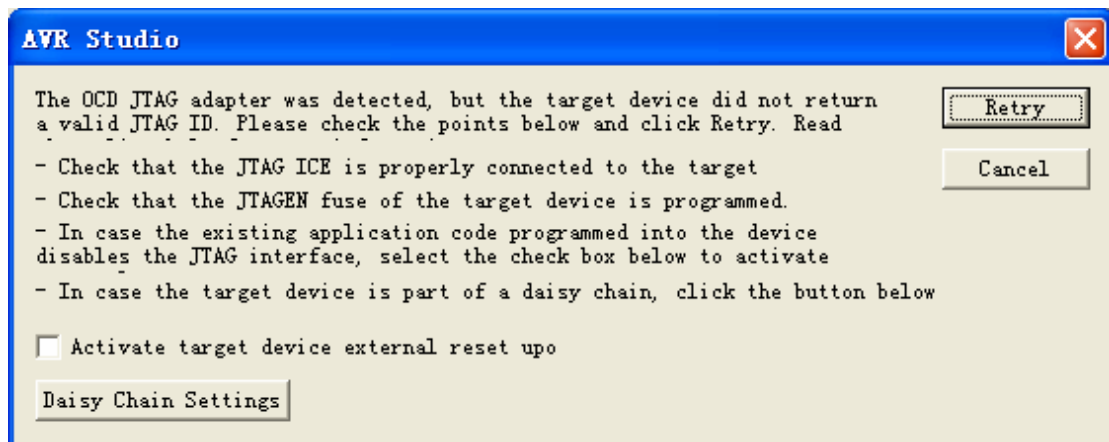 AVR Studio
The OCD JTAG adapter was detected, but the target device did not return
a valid JTAG ID. Please check the points below and click Retry. Read
Retry
- Check that the JTAG ICE is properly connected to the target
Cancel
- Check that the JTAGEN fuse of the target device is programmed.
- In case the existing application code programmed into the device
disables the JTAG interface, select the check box below to activate
- In case the target device is part of a daisy chain, click the button below
Activate target device external reset upo
Daisy Chain Settings